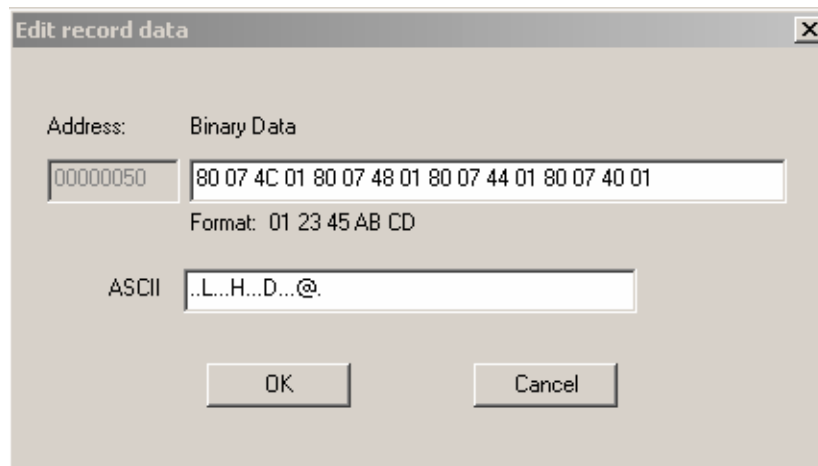 Edit record data
Address: Binary Data
00000050 80 07 4C 01 80 07 48 01 80 07 44 01 80 07 40 01
Format: 01 23 45 AB CD
ASCII ..L...H...D...@.
OK Cancel